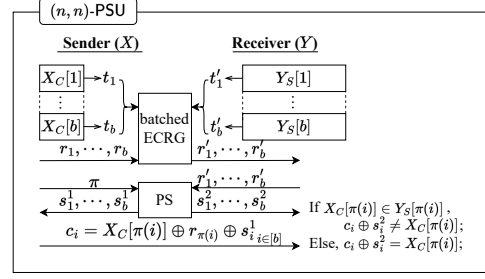 (n, n)-PSU
Sender (X) Receiver (Y)
X_C[1] → t_1 t'_1 ← Y_S[1]
⋮ ⋮
X_C[b] → t_b t'_b ← Y_S[b]
batched
ECRG
r_1, ⋯, r_b r'_1, ⋯, r'_b
π PS r'_1, ⋯, r'_b
s^1_1, ⋯, s^1_b s^2_1, ⋯, s^2_b
c_i = X_C[π(i)] ⊕ r_{π(i)} ⊕ s^1_i _{i∈[b]}
If X_C[π(i)] ∈ Y_S[π(i)] ,
c_i ⊕ s^2_i ≠ X_C[π(i)];
Else, c_i ⊕ s^2_i = X_C[π(i)];